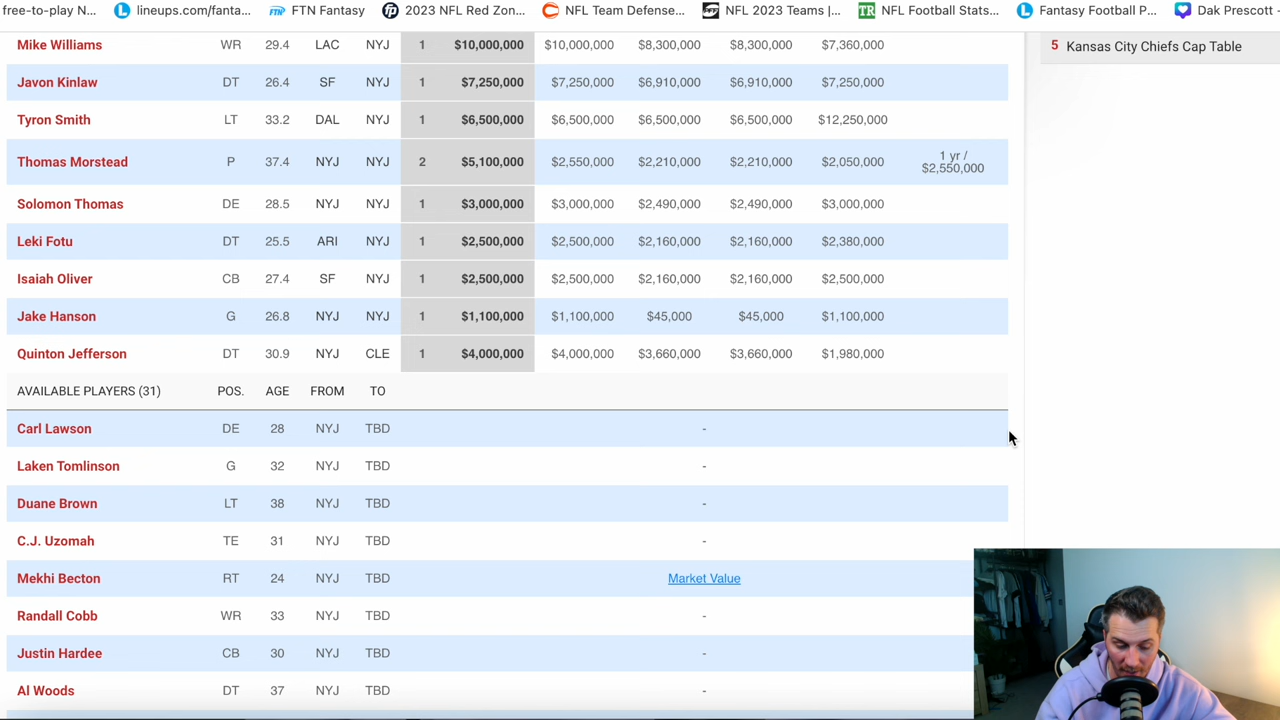 free-to-play N... lineups.com/fanta... FTN Fantasy 2023 NFL Red Zon... NFL Team Defense... NFL 2023 Teams |... NFL Football Stats... Fantasy Football P... Dak Prescott -
Mike Williams WR 29.4 LAC NYJ 1 $10,000,000 $10,000,000 $8,300,000 $8,300,000 $7,360,000
5 Kansas City Chiefs Cap Table
Javon Kinlaw DT 26.4 SF NYJ 1 $7,250,000 $7,250,000 $6,910,000 $6,910,000 $7,250,000
Tyron Smith LT 33.2 DAL NYJ 1 $6,500,000 $6,500,000 $6,500,000 $6,500,000 $12,250,000
Thomas Morstead P 37.4 NYJ NYJ 2 $5,100,000 $2,550,000 $2,210,000 $2,210,000 $2,050,000 1 yr /
$2,550,000
Solomon Thomas DE 28.5 NYJ NYJ 1 $3,000,000 $3,000,000 $2,490,000 $2,490,000 $3,000,000
Leki Fotu DT 25.5 ARI NYJ 1 $2,500,000 $2,500,000 $2,160,000 $2,160,000 $2,380,000
Isaiah Oliver CB 27.4 SF NYJ 1 $2,500,000 $2,500,000 $2,160,000 $2,160,000 $2,500,000
Jake Hanson G 26.8 NYJ NYJ 1 $1,100,000 $1,100,000 $45,000 $45,000 $1,100,000
Quinton Jefferson DT 30.9 NYJ CLE 1 $4,000,000 $4,000,000 $3,660,000 $3,660,000 $1,980,000
AVAILABLE PLAYERS (31) POS. AGE FROM TO
Carl Lawson DE 28 NYJ TBD -
Laken Tomlinson G 32 NYJ TBD -
Duane Brown LT 38 NYJ TBD -
C.J. Uzomah TE 31 NYJ TBD -
Mekhi Becton RT 24 NYJ TBD Market Value
Randall Cobb WR 33 NYJ TBD -
Justin Hardee CB 30 NYJ TBD -
Al Woods DT 37 NYJ TBD -